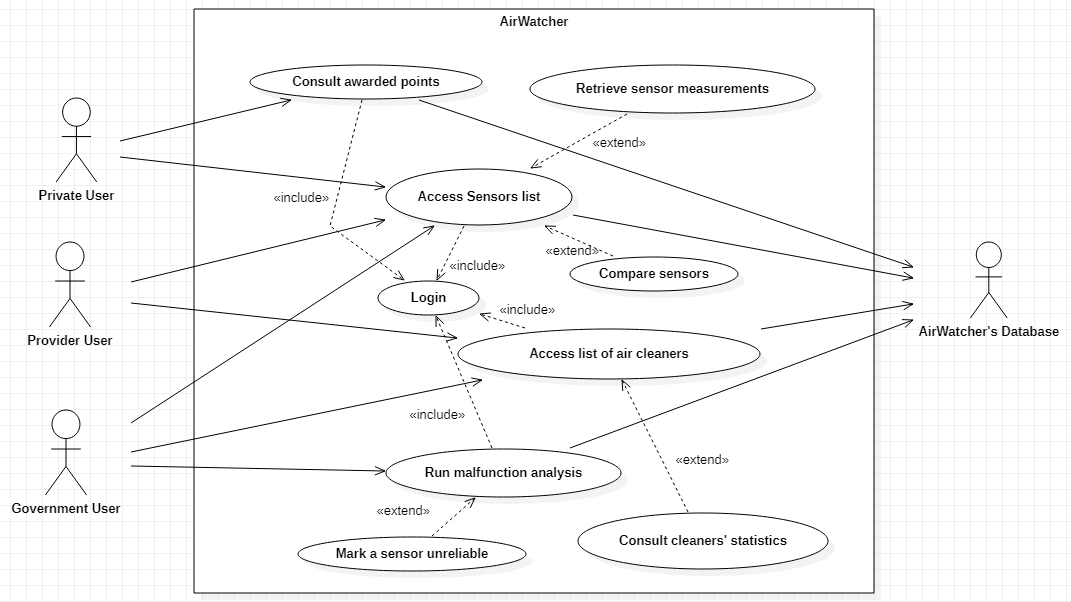 AirWatcher
Consult awarded points
Retrieve sensor measurements
«extend»
Private User
«include»
Access Sensors list
«extend»
«include»
Compare sensors
Login
«include»
Provider User
AirWatcher's Database
Access list of air cleaners
«include»
«extend»
Run malfunction analysis
Government User
«extend»
Consult cleaners' statistics
Mark a sensor unreliable